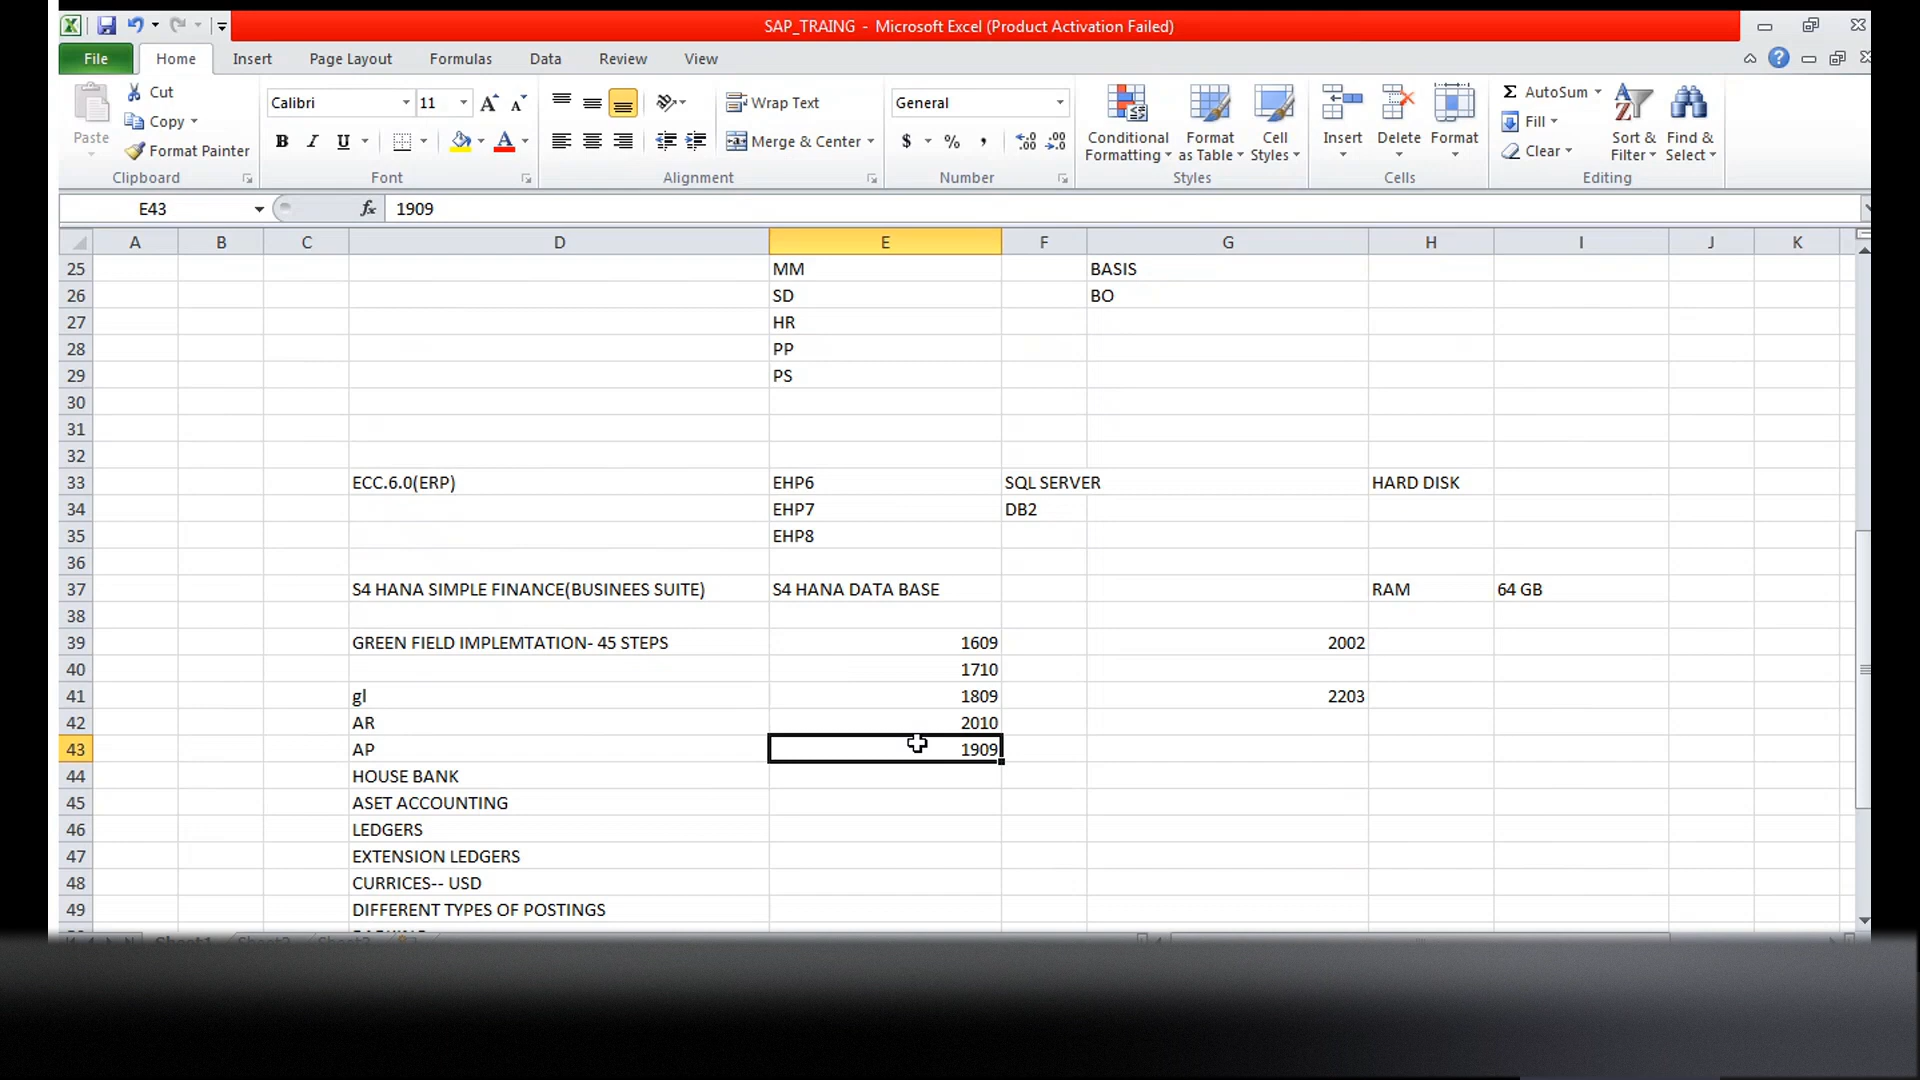 SAP_TRAING - Microsoft Excel (Product Activation Failed)
File Home Insert Page Layout Formulas Data Review View
Paste Cut Copy Format Painter Clipboard
Calibri 11 B I U Font
Wrap Text Merge & Center Alignment
General $ % , Number
Conditional Formatting Format as Table Cell Styles Styles
Insert Delete Format Cells
AutoSum Fill Clear Sort & Filter Find & Select Editing
E43 fx 1909
A B C D E F G H I J K
25 MM BASIS
26 SD BO
27 HR
28 PP
29 PS
30
31
32
33 ECC.6.0(ERP) EHP6 SQL SERVER HARD DISK
34 EHP7 DB2
35 EHP8
36
37 S4 HANA SIMPLE FINANCE(BUSINEES SUITE) S4 HANA DATA BASE RAM 64 GB
38
39 GREEN FIELD IMPLEMTATION- 45 STEPS 1609 2002
40 1710
41 gl 1809 2203
42 AR 2010
43 AP 1909
44 HOUSE BANK
45 ASET ACCOUNTING
46 LEDGERS
47 EXTENSION LEDGERS
48 CURRICES-- USD
49 DIFFERENT TYPES OF POSTINGS
Sheet1 Sheet2 Sheet3